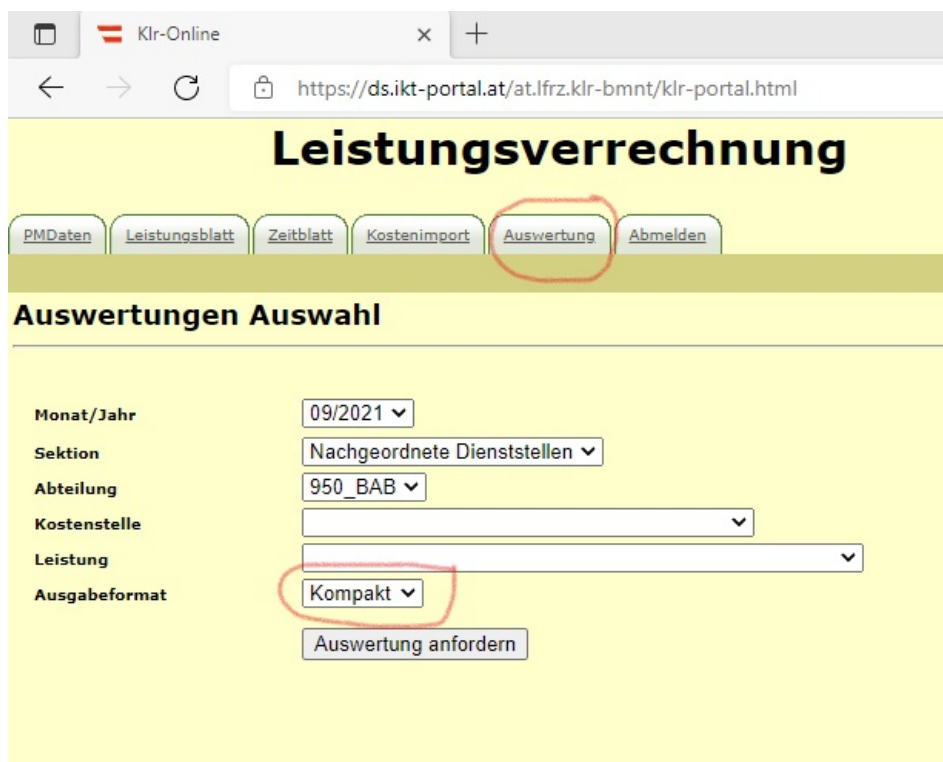 Klr-Online
https://ds.ikt-portal.at/at.lfrz.klr-bmnt/klr-portal.html
Leistungsverrechnung
PMDaten Leistungsblatt Zeitblatt Kostenimport Auswertung Abmelden
Auswertungen Auswahl
Monat/Jahr 09/2021
Sektion Nachgeordnete Dienststellen
Abteilung 950_BAB
Kostenstelle
Leistung
Ausgabeformat Kompakt
Auswertung anfordern